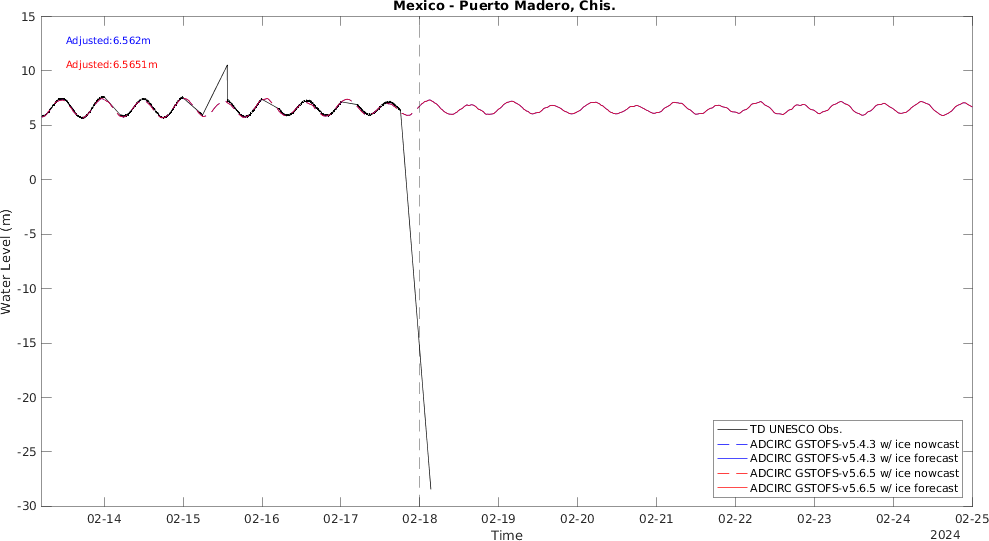 Mexico - Puerto Madero, Chis.
Adjusted:6.562m
Adjusted:6.5651m
Water Level (m)
15
10
5
0
-5
-10
-15
-20
-25
-30
TD UNESCO Obs.
ADCIRC GSTOFS-v5.4.3 w/ ice nowcast
ADCIRC GSTOFS-v5.4.3 w/ ice forecast
ADCIRC GSTOFS-v5.6.5 w/ ice nowcast
ADCIRC GSTOFS-v5.6.5 w/ ice forecast
02-14 02-15 02-16 02-17 02-18 02-19 02-20 02-21 02-22 02-23 02-24 02-25
Time
2024